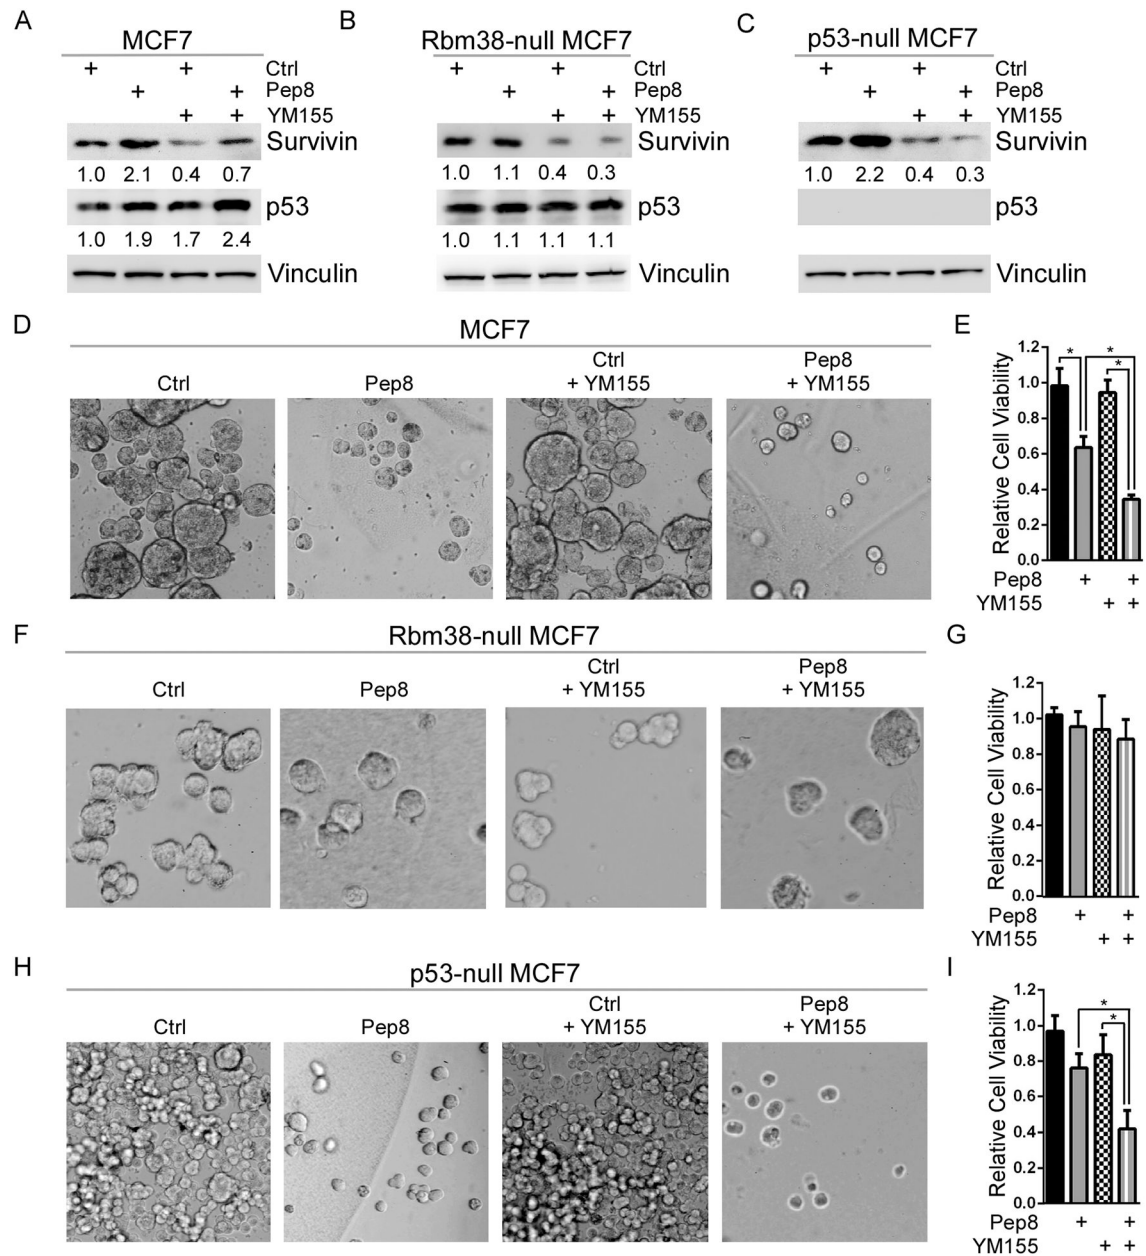 A
MCF7
+ + Ctrl
+ + Pep8
+ + YM155
Survivin
1.0 2.1 0.4 0.7
p53
1.0 1.9 1.7 2.4
Vinculin
B
Rbm38-null MCF7
+ + Ctrl
+ + Pep8
+ + YM155
Survivin
1.0 1.1 0.4 0.3
p53
1.0 1.1 1.1 1.1
Vinculin
C
p53-null MCF7
+ + Ctrl
+ + Pep8
+ + YM155
Survivin
1.0 2.2 0.4 0.3
p53
Vinculin
D
MCF7
Ctrl
Pep8
Ctrl
+ YM155
Pep8
+ YM155
E
Relative Cell Viability
1.2
1.0
0.8
0.6
0.4
0.2
0.0
* *
*
Pep8 + +
YM155 + +
F
Rbm38-null MCF7
Ctrl
Pep8
Ctrl
+ YM155
Pep8
+ YM155
G
Relative Cell Viability
1.2
1.0
0.8
0.6
0.4
0.2
0.0
Pep8 + +
YM155 + +
H
p53-null MCF7
Ctrl
Pep8
Ctrl
+ YM155
Pep8
+ YM155
I
Relative Cell Viability
1.2
1.0
0.8
0.6
0.4
0.2
0.0
*
*
Pep8 + +
YM155 + +